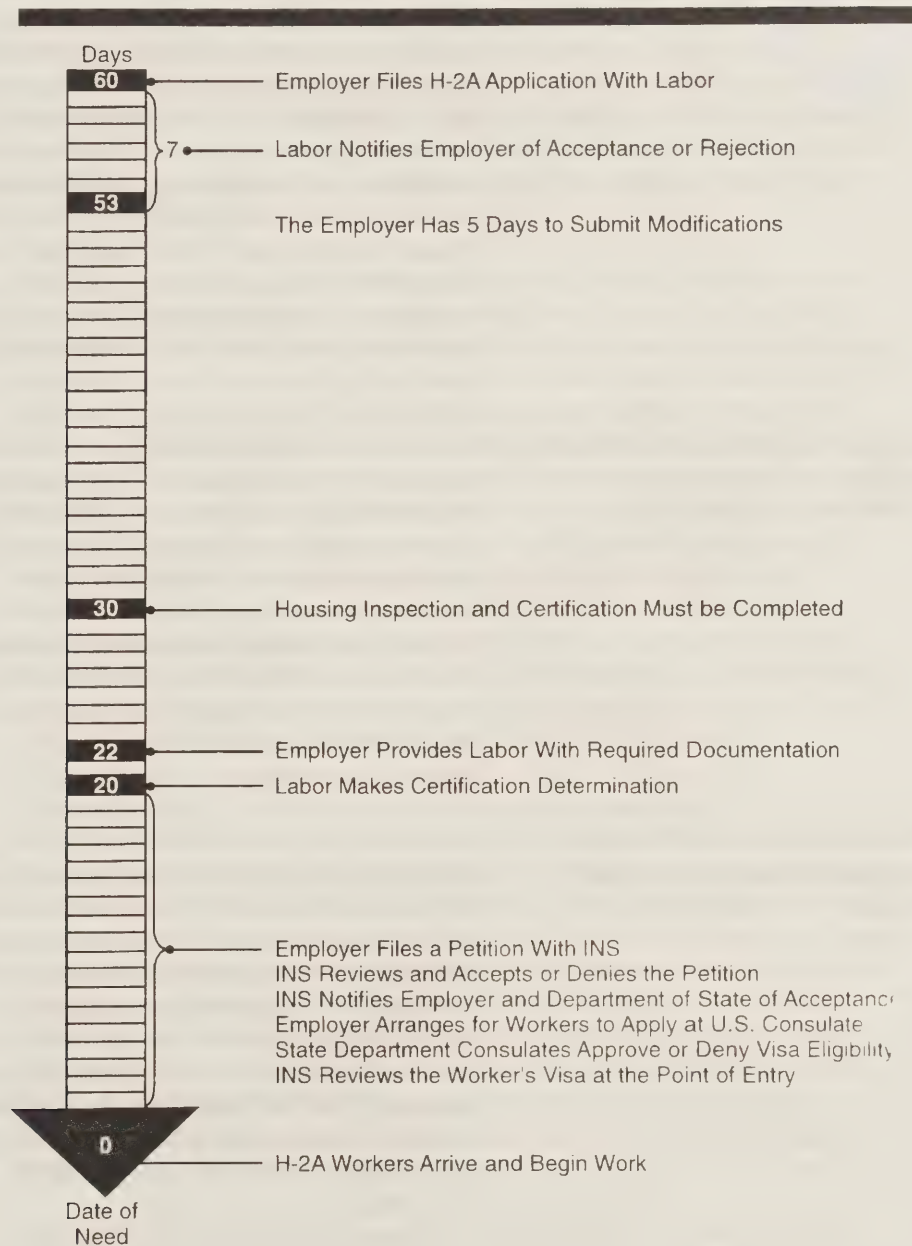 Days
60 Employer Files H-2A Application With Labor
7 Labor Notifies Employer of Acceptance or Rejection
53
The Employer Has 5 Days to Submit Modifications
30 Housing Inspection and Certification Must be Completed
22 Employer Provides Labor With Required Documentation
20 Labor Makes Certification Determination
Employer Files a Petition With INS
INS Reviews and Accepts or Denies the Petition
INS Notifies Employer and Department of State of Acceptance
Employer Arranges for Workers to Apply at U.S. Consulate
State Department Consulates Approve or Deny Visa Eligibility
INS Reviews the Worker's Visa at the Point of Entry
0 H-2A Workers Arrive and Begin Work
Date of
Need